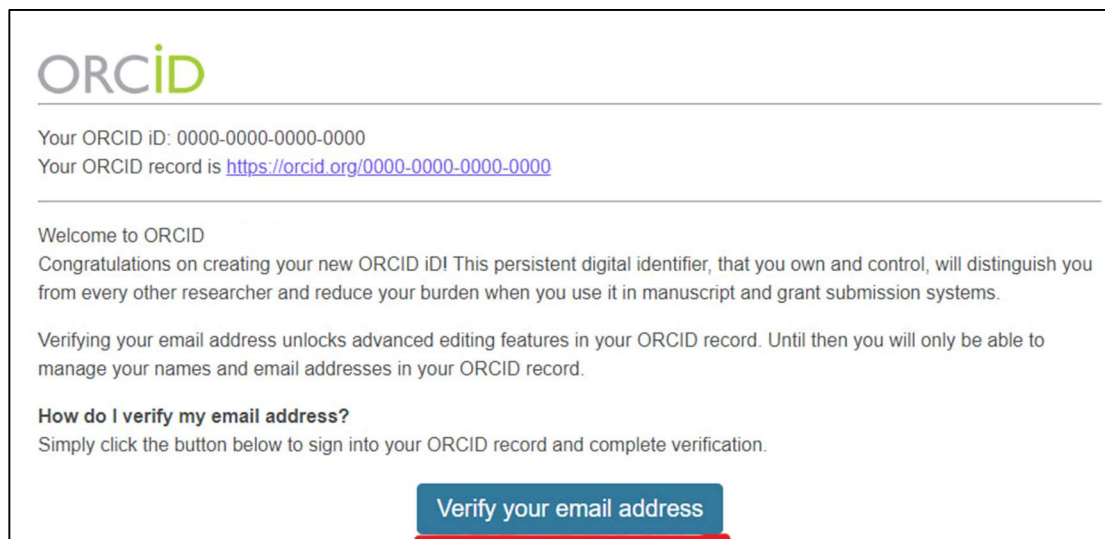 ORCiD
Your ORCID iD: 0000-0000-0000-0000
Your ORCID record is https://orcid.org/0000-0000-0000-0000
Welcome to ORCID
Congratulations on creating your new ORCID iD! This persistent digital identifier, that you own and control, will distinguish you
from every other researcher and reduce your burden when you use it in manuscript and grant submission systems.
Verifying your email address unlocks advanced editing features in your ORCID record. Until then you will only be able to
manage your names and email addresses in your ORCID record.
How do I verify my email address?
Simply click the button below to sign into your ORCID record and complete verification.
Verify your email address